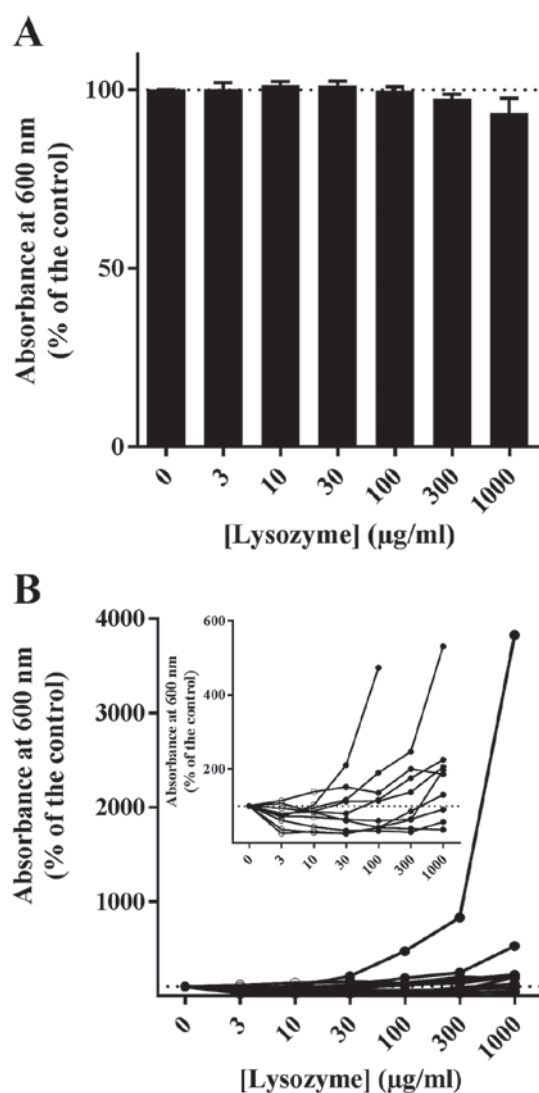 A
Absorbance at 600 nm
(% of the control)
100
50
0
0 3 10 30 100 300 1000
[Lysozyme] (μg/ml)
B
Absorbance at 600 nm
(% of the control)
4000
3000
2000
1000
Absorbance at 600 nm
(% of the control)
600
400
200
0 3 10 30 100 300 1000
0 3 10 30 100 300 1000
[Lysozyme] (μg/ml)